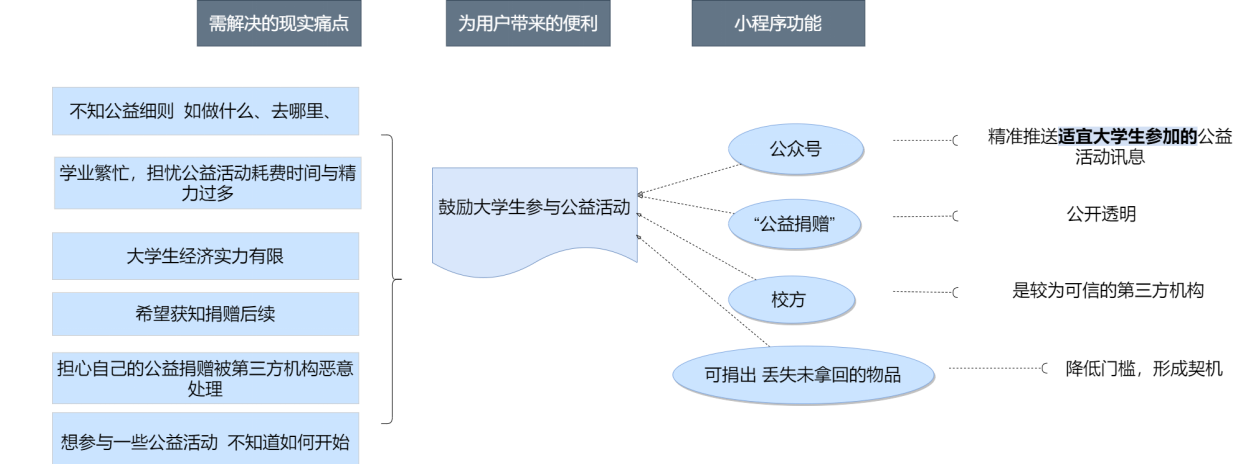 需解决的现实痛点
为用户带来的便利
小程序功能
不知公益细则 如做什么、去哪里、
学业繁忙，担忧公益活动耗费时间与精
力过多
大学生经济实力有限
希望获知捐赠后续
担心自己的公益捐赠被第三方机构恶意
处理
想参与一些公益活动 不知道如何开始
鼓励大学生参与公益活动
公众号
精准推送适宜大学生参加的公益
活动讯息
“公益捐赠”
公开透明
校方
是较为可信的第三方机构
可捐出 丢失未拿回的物品
降低门槛，形成契机